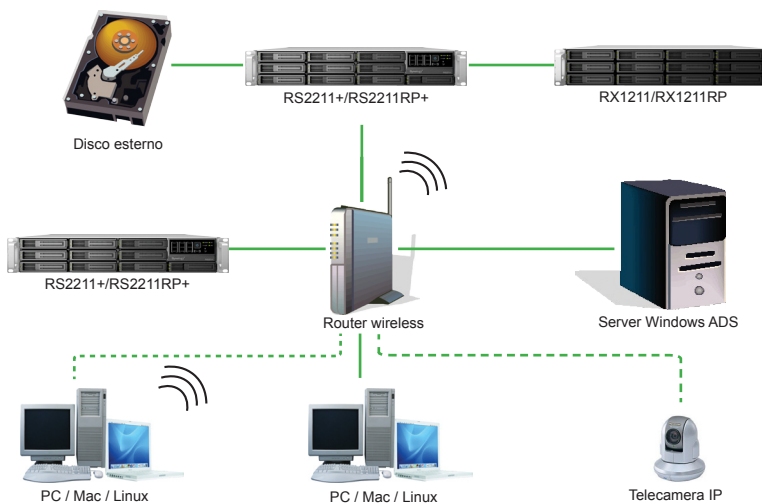 RS2211+/RS2211RP+
RX1211/RX1211RP
Disco esterno
RS2211+/RS2211RP+
Router wireless
Server Windows ADS
PC / Mac / Linux
PC / Mac / Linux
Telecamera IP